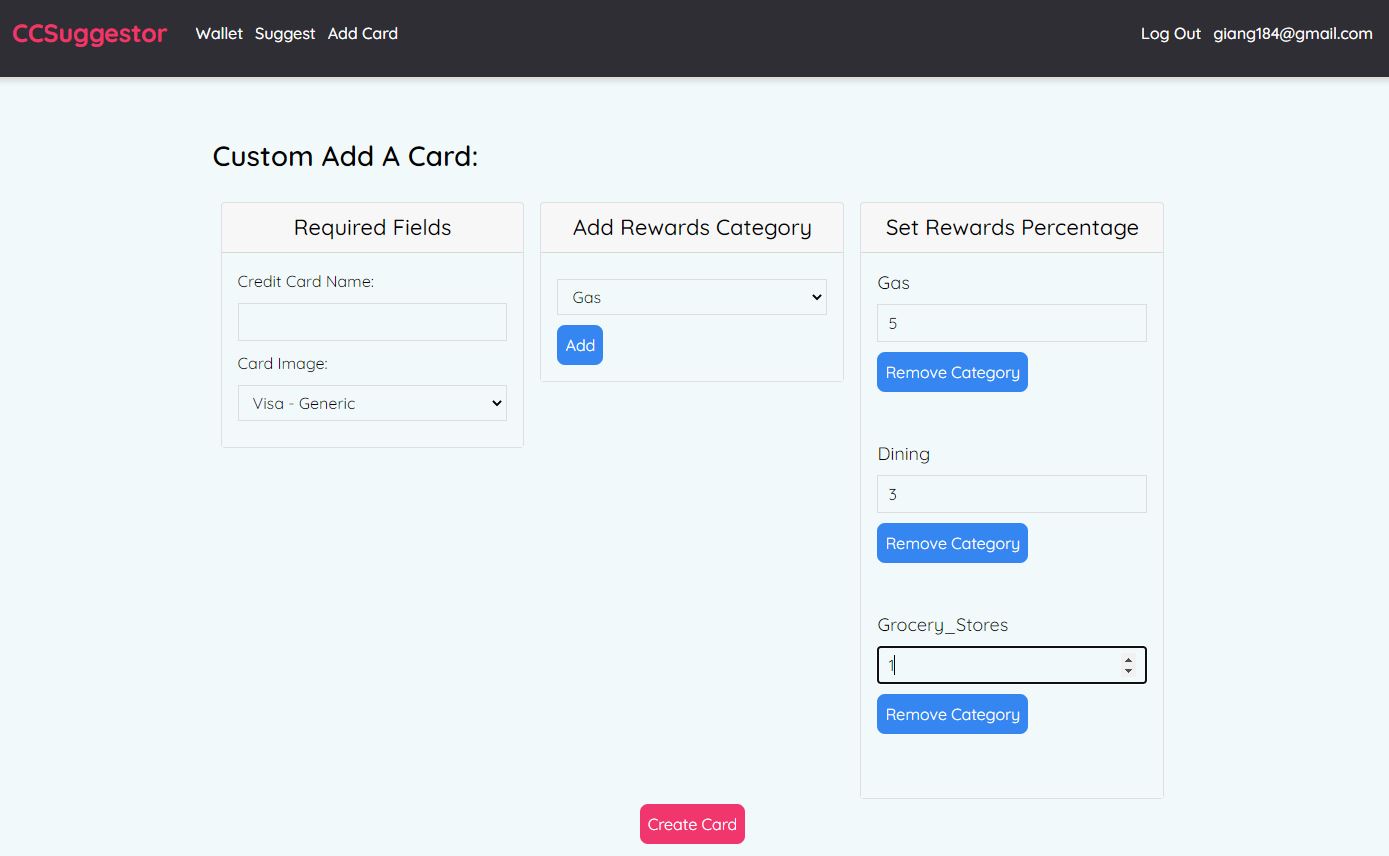 CCSuggestor Wallet Suggest Add Card Log Out giang184@gmail.com
Custom Add A Card:
Required Fields
Credit Card Name:
Card Image:
Visa - Generic
Add Rewards Category
Gas
Add
Set Rewards Percentage
Gas
5
Remove Category
Dining
3
Remove Category
Grocery_Stores
1
Remove Category
Create Card